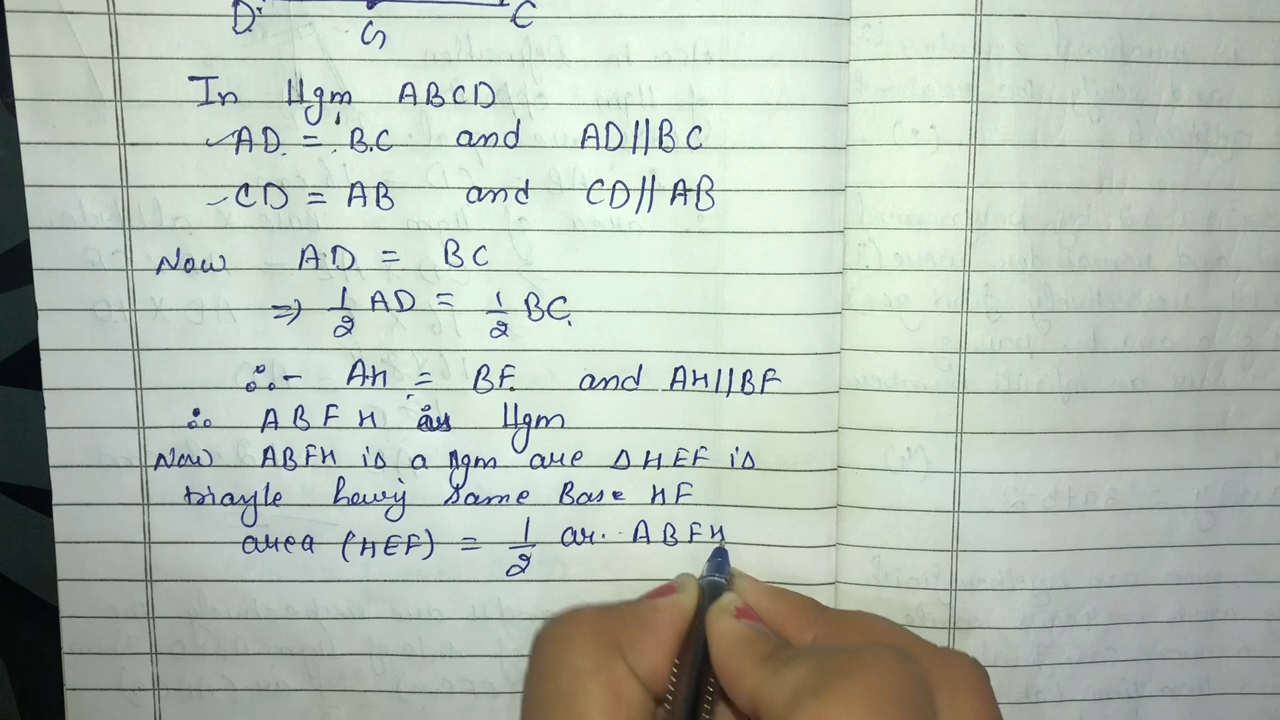 D. G C
In ||gm ABCD
AD = BC and AD||BC
CD = AB and CD||AB
Now AD = BC
⇒ 1/2 AD = 1/2 BC
∴- AH = BF and AH||BF
∴ ABFH is ||gm
Now ABFH is a ||gm are ΔHEF is
triangle having same Base HF
area (HEF) = 1/2 ar. ABFH